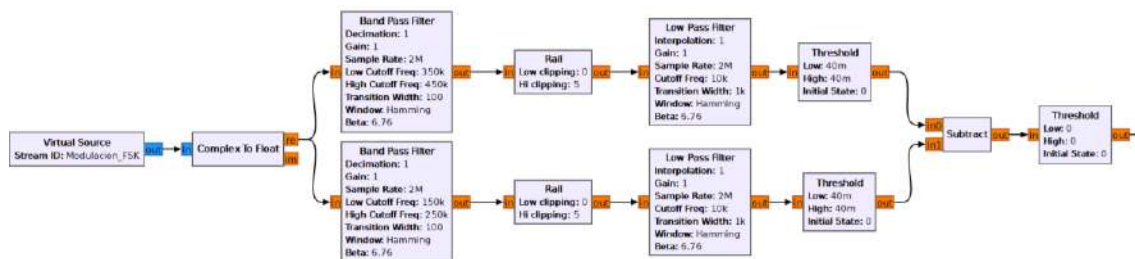 Virtual Source
Stream ID: Modulacion_FSK
out
in
Complex To Float
re
im
in
Band Pass Filter
Decimation: 1
Gain: 1
Sample Rate: 2M
Low Cutoff Freq: 350k
High Cutoff Freq: 450k
Transition Width: 100
Window: Hamming
Beta: 6.76
out
in
Rail
Low clipping: 0
Hi clipping: 5
out
in
Low Pass Filter
Interpolation: 1
Gain: 1
Sample Rate: 2M
Cutoff Freq: 10k
Transition Width: 1k
Window: Hamming
Beta: 6.76
out
in
Threshold
Low: 40m
High: 40m
Initial State: 0
out
in
Band Pass Filter
Decimation: 1
Gain: 1
Sample Rate: 2M
Low Cutoff Freq: 150k
High Cutoff Freq: 250k
Transition Width: 100
Window: Hamming
Beta: 6.76
out
in
Rail
Low clipping: 0
Hi clipping: 5
out
in
Low Pass Filter
Interpolation: 1
Gain: 1
Sample Rate: 2M
Cutoff Freq: 10k
Transition Width: 1k
Window: Hamming
Beta: 6.76
out
in
Threshold
Low: 40m
High: 40m
Initial State: 0
out
in0
in1
Subtract
out
in
Threshold
Low: 0
High: 0
Initial State: 0
out